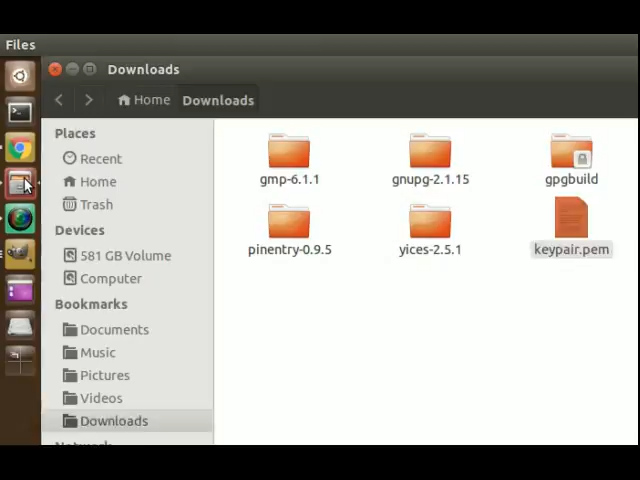 Files
Downloads
Home Downloads
Places
Recent
Home
Trash
Devices
581 GB Volume
Computer
Bookmarks
Documents
Music
Pictures
Videos
Downloads
Network
gmp-6.1.1 gnupg-2.1.15 gpgbuild
pinentry-0.9.5 yices-2.5.1 keypair.pem